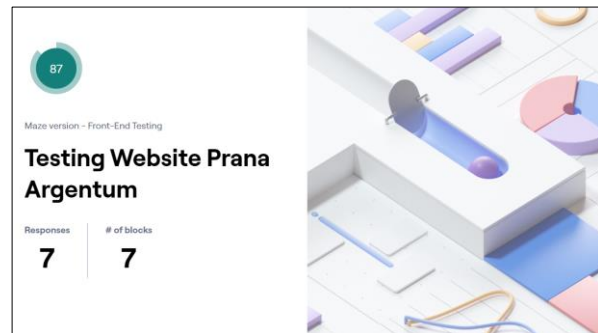 87
Maze version - Front-End Testing
Testing Website Prana
Argentum
Responses
# of blocks
7
7